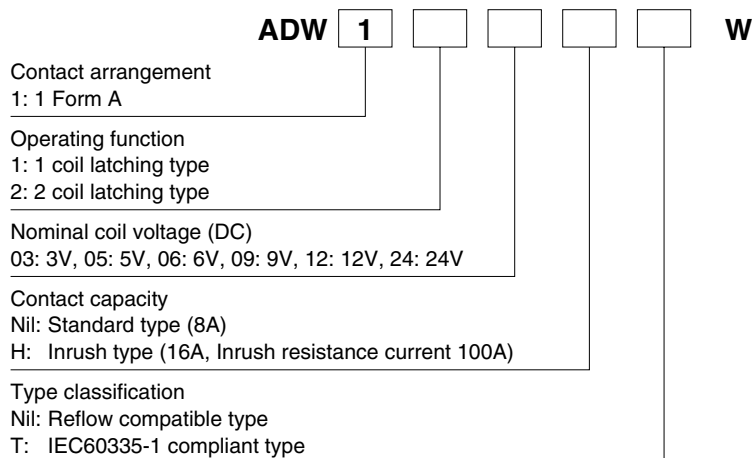 ADW 1 W
Contact arrangement
1: 1 Form A
Operating function
1: 1 coil latching type
2: 2 coil latching type
Nominal coil voltage (DC)
03: 3V, 05: 5V, 06: 6V, 09: 9V, 12: 12V, 24: 24V
Contact capacity
Nil: Standard type (8A)
H: Inrush type (16A, Inrush resistance current 100A)
Type classification
Nil: Reflow compatible type
T: IEC60335-1 compliant type